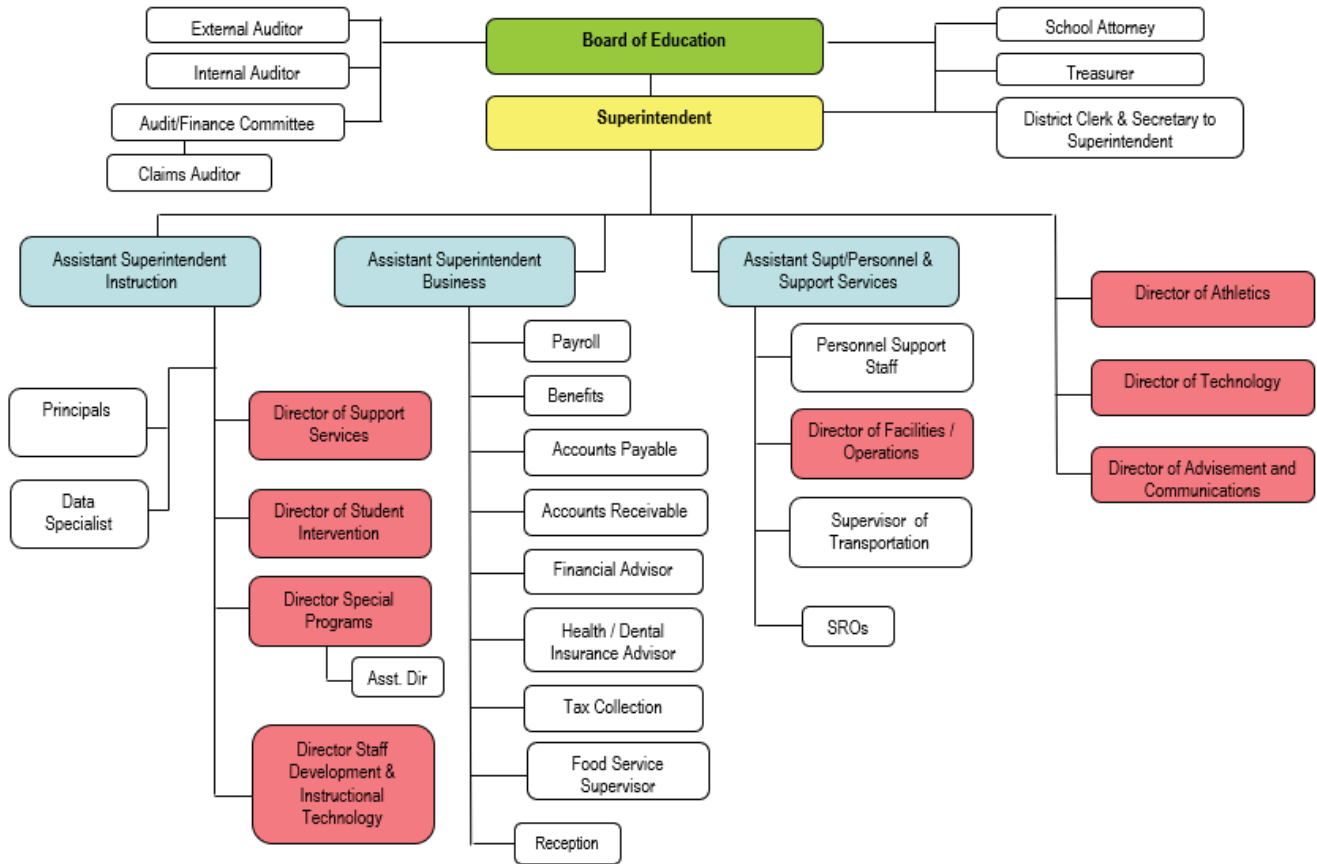 External Auditor
Internal Auditor
Audit/Finance Committee
Claims Auditor
Board of Education
Superintendent
School Attorney
Treasurer
District Clerk & Secretary to
Superintendent
Assistant Superintendent
Instruction
Principals
Data
Specialist
Director of Support
Services
Director of Student
Intervention
Director Special
Programs
Asst. Dir
Director Staff
Development &
Instructional
Technology
Assistant Superintendent
Business
Payroll
Benefits
Accounts Payable
Accounts Receivable
Financial Advisor
Health / Dental
Insurance Advisor
Tax Collection
Food Service
Supervisor
Reception
Assistant Supt/Personnel &
Support Services
Personnel Support
Staff
Director of Facilities /
Operations
Supervisor of
Transportation
SROs
Director of Athletics
Director of Technology
Director of Advisement and
Communications